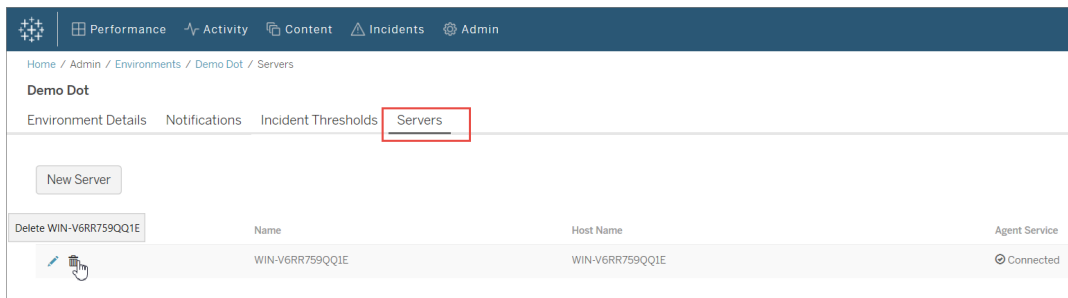 Performance Activity Content Incidents Admin
Home / Admin / Environments / Demo Dot / Servers
Demo Dot
Environment Details Notifications Incident Thresholds Servers
New Server
Delete WIN-V6RR759QQ1E
Name Host Name Agent Service
WIN-V6RR759QQ1E WIN-V6RR759QQ1E Connected